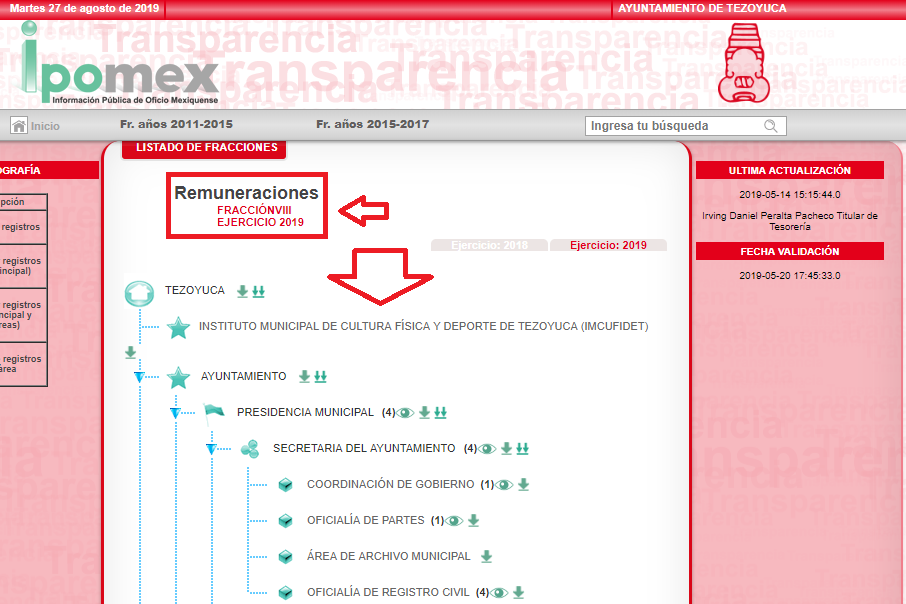 Martes 27 de agosto de 2019
AYUNTAMIENTO DE TEZOYUCA
Transparencia
ipomex
Información Pública de Oficio Mexiquense
Inicio
Fr. años 2011-2015
Fr. años 2015-2017
Ingresa tu búsqueda
OGRAFÍA
pción
registros
registros
ncipal)
registros
ncipal y
reas)
registros
área
LISTADO DE FRACCIONES
Remuneraciones
FRACCIÓNVIII
EJERCICIO 2019
Ejercicio: 2018
Ejercicio: 2019
TEZOYUCA
INSTITUTO MUNICIPAL DE CULTURA FÍSICA Y DEPORTE DE TEZOYUCA (IMCUFIDET)
AYUNTAMIENTO
PRESIDENCIA MUNICIPAL (4)
SECRETARIA DEL AYUNTAMIENTO (4)
COORDINACIÓN DE GOBIERNO (1)
OFICIALÍA DE PARTES (1)
ÁREA DE ARCHIVO MUNICIPAL
OFICIALÍA DE REGISTRO CIVIL (4)
ULTIMA ACTUALIZACIÓN
2019-05-14 15:15:44.0
Irving Daniel Peralta Pacheco Titular de
Tesorería
FECHA VALIDACIÓN
2019-05-20 17:45:33.0